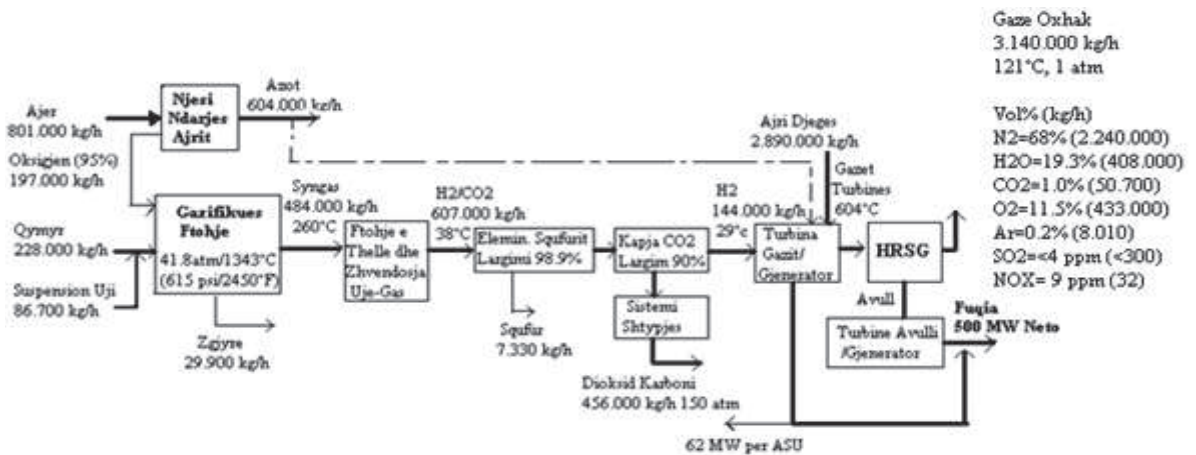 Gaze Oxhak
3.140.000 kg/h
121°C, 1 atm
Vol% (kg/h)
N2=68% (2.240.000)
H2O=19.3% (408.000)
CO2=1.0% (50.700)
O2=11.5% (433.000)
Ar=0.2% (8.010)
SO2=<4 ppm (<300)
NOX= 9 ppm (32)
Ajer
801.000 kg/h
Njesi
Ndarjes
Ajrit
Azot
604.000 kg/h
Oksigjen (95%)
197.000 kg/h
Qymyr
228.000 kg/h
Suspension Uji
86.700 kg/h
Gazifikues
Ftohje
41.8atm/1343°C
(615 psi/2450°F)
Zgjyre
29.900 kg/h
Syngas
484.000 kg/h
260°C
Ftohje e
Thelle dhe
Zhvendosja
Uje-Gas
H2/CO2
607.000 kg/h
38°C
Elemin. Squfurit
Largimi 98.9%
Squfur
7.330 kg/h
Kapja CO2
Largim 90%
Sistemi
Shtypjes
Dioksid Karboni
456.000 kg/h 150 atm
H2
144.000 kg/h
29°c
Ajri Djeges
2.890.000 kg/h
Gazet
Turbines
604°C
Turbina
Gazit/
Gjenerator
HRSG
Avull
Turbine Avulli
/Gjenerator
Fuqia
500 MW Neto
62 MW per ASU